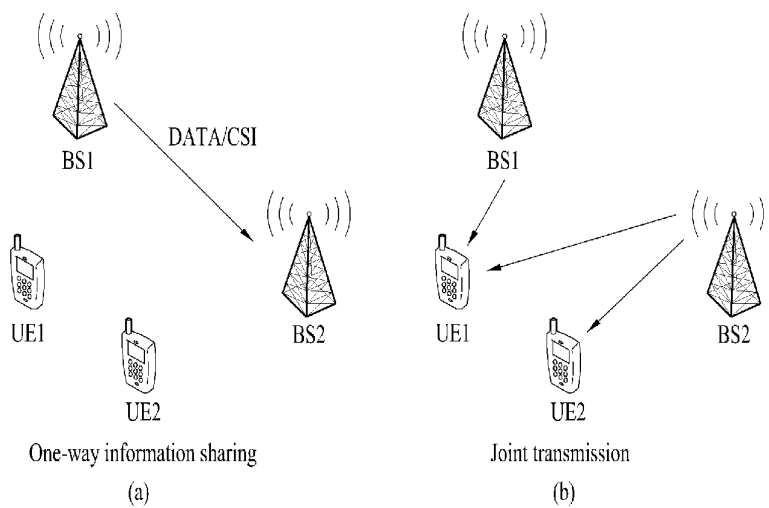 BS1
DATA/CSI
BS2
UE1
UE2
One-way information sharing
(a)
BS1
BS2
UE1
UE2
Joint transmission
(b)